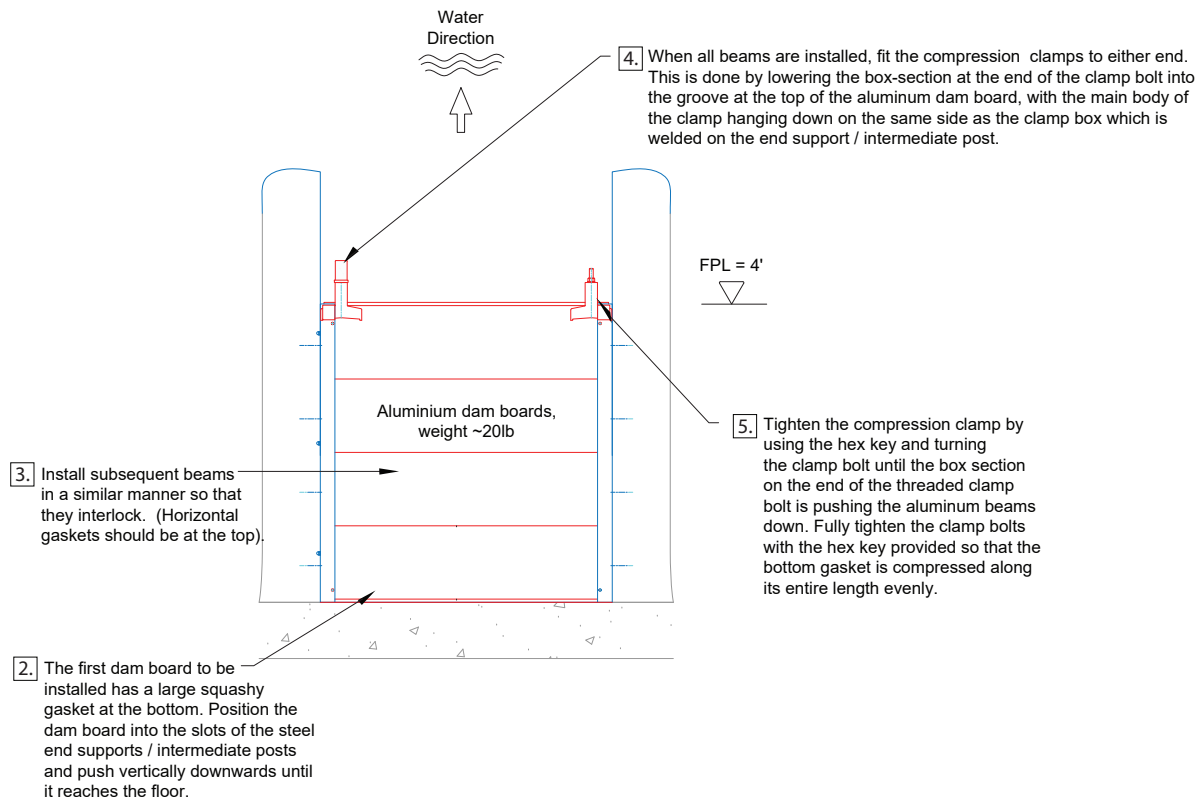 Water
Direction
4. When all beams are installed, fit the compression clamps to either end.
This is done by lowering the box-section at the end of the clamp bolt into
the groove at the top of the aluminum dam board, with the main body of
the clamp hanging down on the same side as the clamp box which is
welded on the end support / intermediate post.
FPL = 4'
Aluminium dam boards,
weight ~20lb
5. Tighten the compression clamp by
using the hex key and turning
the clamp bolt until the box section
on the end of the threaded clamp
bolt is pushing the aluminum beams
down. Fully tighten the clamp bolts
with the hex key provided so that the
bottom gasket is compressed along
its entire length evenly.
3. Install subsequent beams
in a similar manner so that
they interlock. (Horizontal
gaskets should be at the top).
2. The first dam board to be
installed has a large squashy
gasket at the bottom. Position the
dam board into the slots of the steel
end supports / intermediate posts
and push vertically downwards until
it reaches the floor.